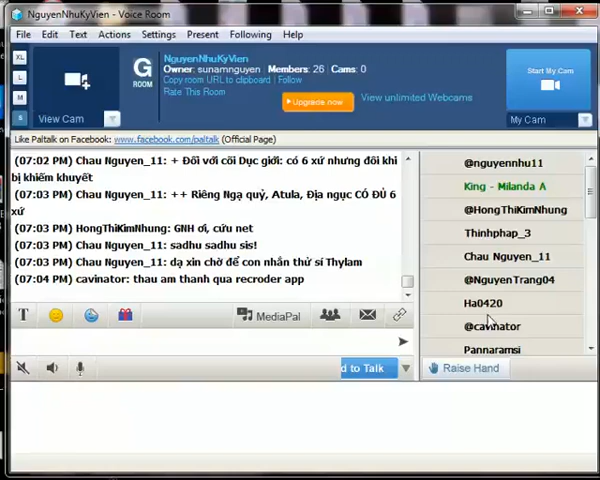 NguyenNhuKyVien - Voice Room
File Edit Text Actions Settings Present Following Help
XL
L
M
S
View Cam
G
ROOM
NguyenNhuKyVien
Owner: sunamnguyen | Members: 26 | Cams: 0
Copy room URL to clipboard | Follow
Rate This Room
Upgrade now
View unlimited Webcams
Start My Cam
My Cam
Like Paltalk on Facebook: www.facebook.com/paltalk (Official Page)
(07:02 PM) Chau Nguyen_11: + Đối với cõi Dục giới: có 6 xứ nhưng đôi khi
bị khiếm khuyết
(07:03 PM) Chau Nguyen_11: ++ Riêng Ngạ quỷ, Atula, Địa ngục CÓ ĐỦ 6
xứ
(07:03 PM) HongThiKimNhung: GNH ơi, cứu net
(07:03 PM) Chau Nguyen_11: sadhu sadhu sis!
(07:03 PM) Chau Nguyen_11: dạ xin chờ để con nhắn thử sí Thylam
(07:04 PM) cavinator: thau am thanh qua recroder app
@nguyennhu11
King - Milanda A
@HongThiKimNhung
Thinhphap_3
Chau Nguyen_11
@NguyenTrang04
Ha0420
@cavinator
Pannaramsi
T
MediaPal
d to Talk
Raise Hand